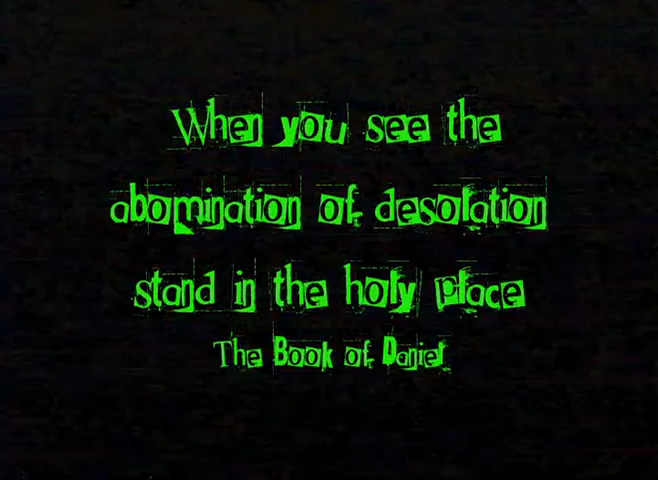 When you see the
abomination of desolation
stand in the holy place
The Book of Daniel